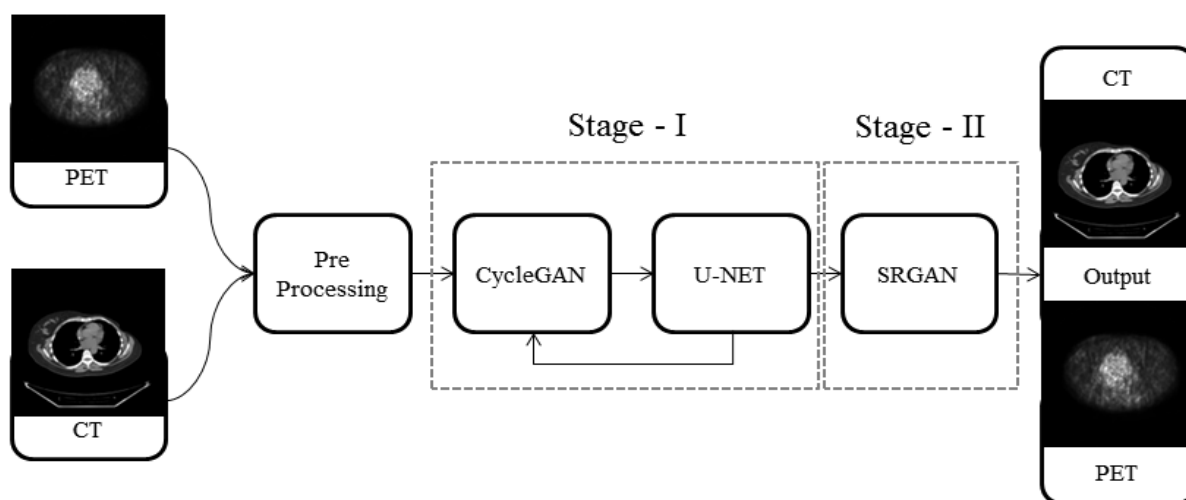 PET
CT
Pre
Processing
Stage - I
CycleGAN
U-NET
Stage - II
SRGAN
CT
Output
PET